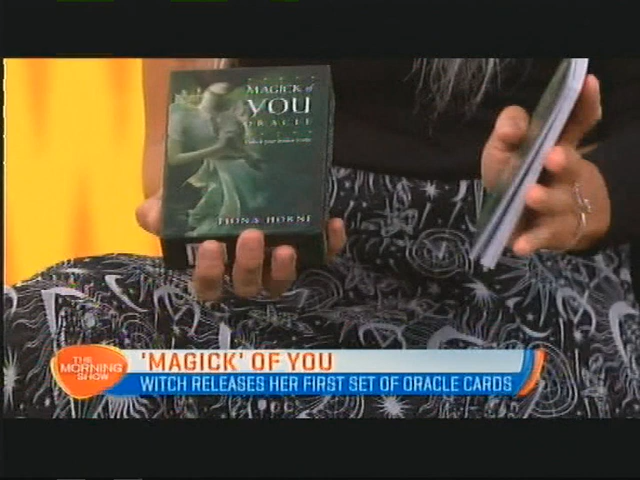 MAGICK of
YOU
ORACLE
FIONA HORNE
THE
MORNING
SHOW
'MAGICK' OF YOU
WITCH RELEASES HER FIRST SET OF ORACLE CARDS